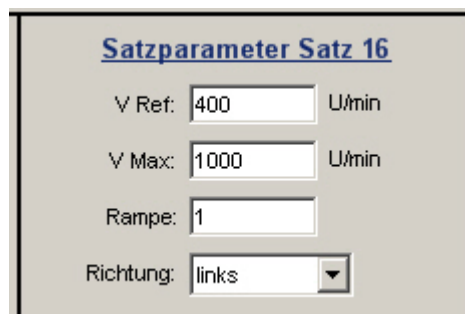 Satzparameter Satz 16
V Ref: 400 U/min
V Max: 1000 U/min
Rampe: 1
Richtung: links